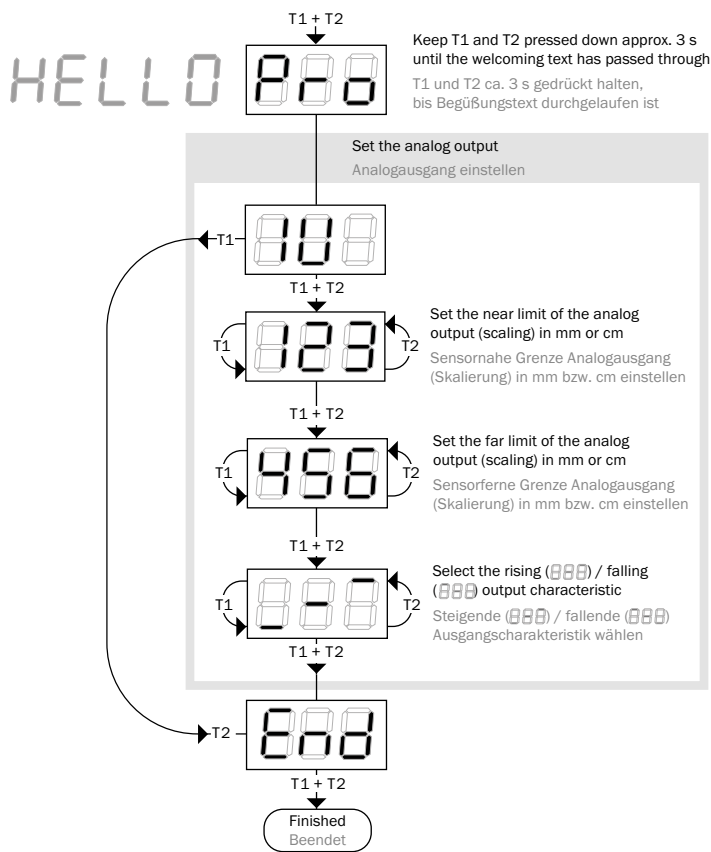 T1 + T2
HELLO
Pro
Keep T1 and T2 pressed down approx. 3 s
until the welcoming text has passed through
T1 und T2 ca. 3 s gedrückt halten,
bis Begüßungstext durchgelaufen ist
Set the analog output
Analogausgang einstellen
T1
1U
T1 + T2
T1
123
T2
Set the near limit of the analog
output (scaling) in mm or cm
Sensornahe Grenze Analogausgang
(Skalierung) in mm bzw. cm einstellen
T1 + T2
T1
456
T2
Set the far limit of the analog
output (scaling) in mm or cm
Sensorferne Grenze Analogausgang
(Skalierung) in mm bzw. cm einstellen
T1 + T2
T1
T2
Select the rising () / falling
() output characteristic
Steigende () / fallende ()
Ausgangscharakteristik wählen
T1 + T2
T2
End
T1 + T2
Finished
Beendet